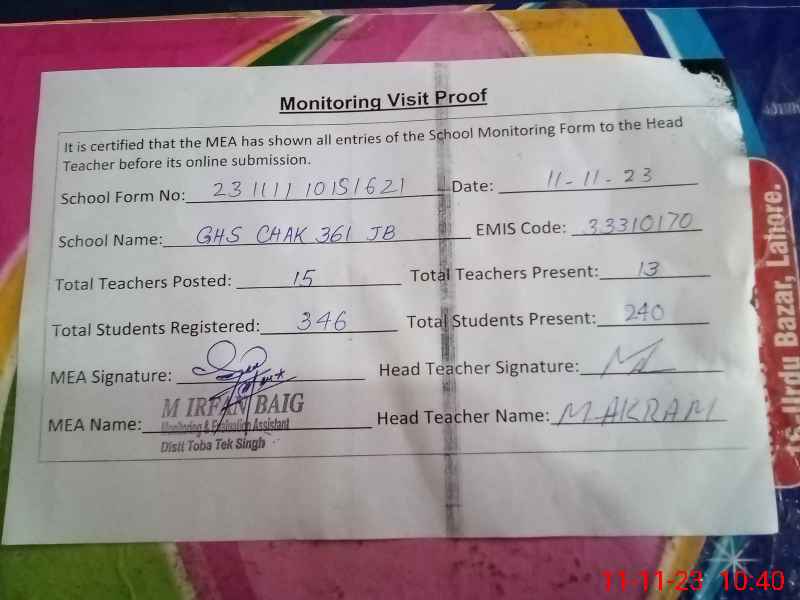 Monitoring Visit Proof
It is certified that the MEA has shown all entries of the School Monitoring Form to the Head
Teacher before its online submission.
School Form No: Date: 11-11-23
School Name: GHS CHAK 361 JB EMIS Code: 33310170
Total Teachers Posted: 15 Total Teachers Present: 13
Total Students Registered: 346 Total Students Present: 240
MEA Signature: Head Teacher Signature:
M IRFAN BAIG
MEA Name: Monitoring & Evaluation Assistant Head Teacher Name: M AKRAM
Distt Toba Tek Singh
Urdu Bazar, Lahore.
11-11-23 10:40